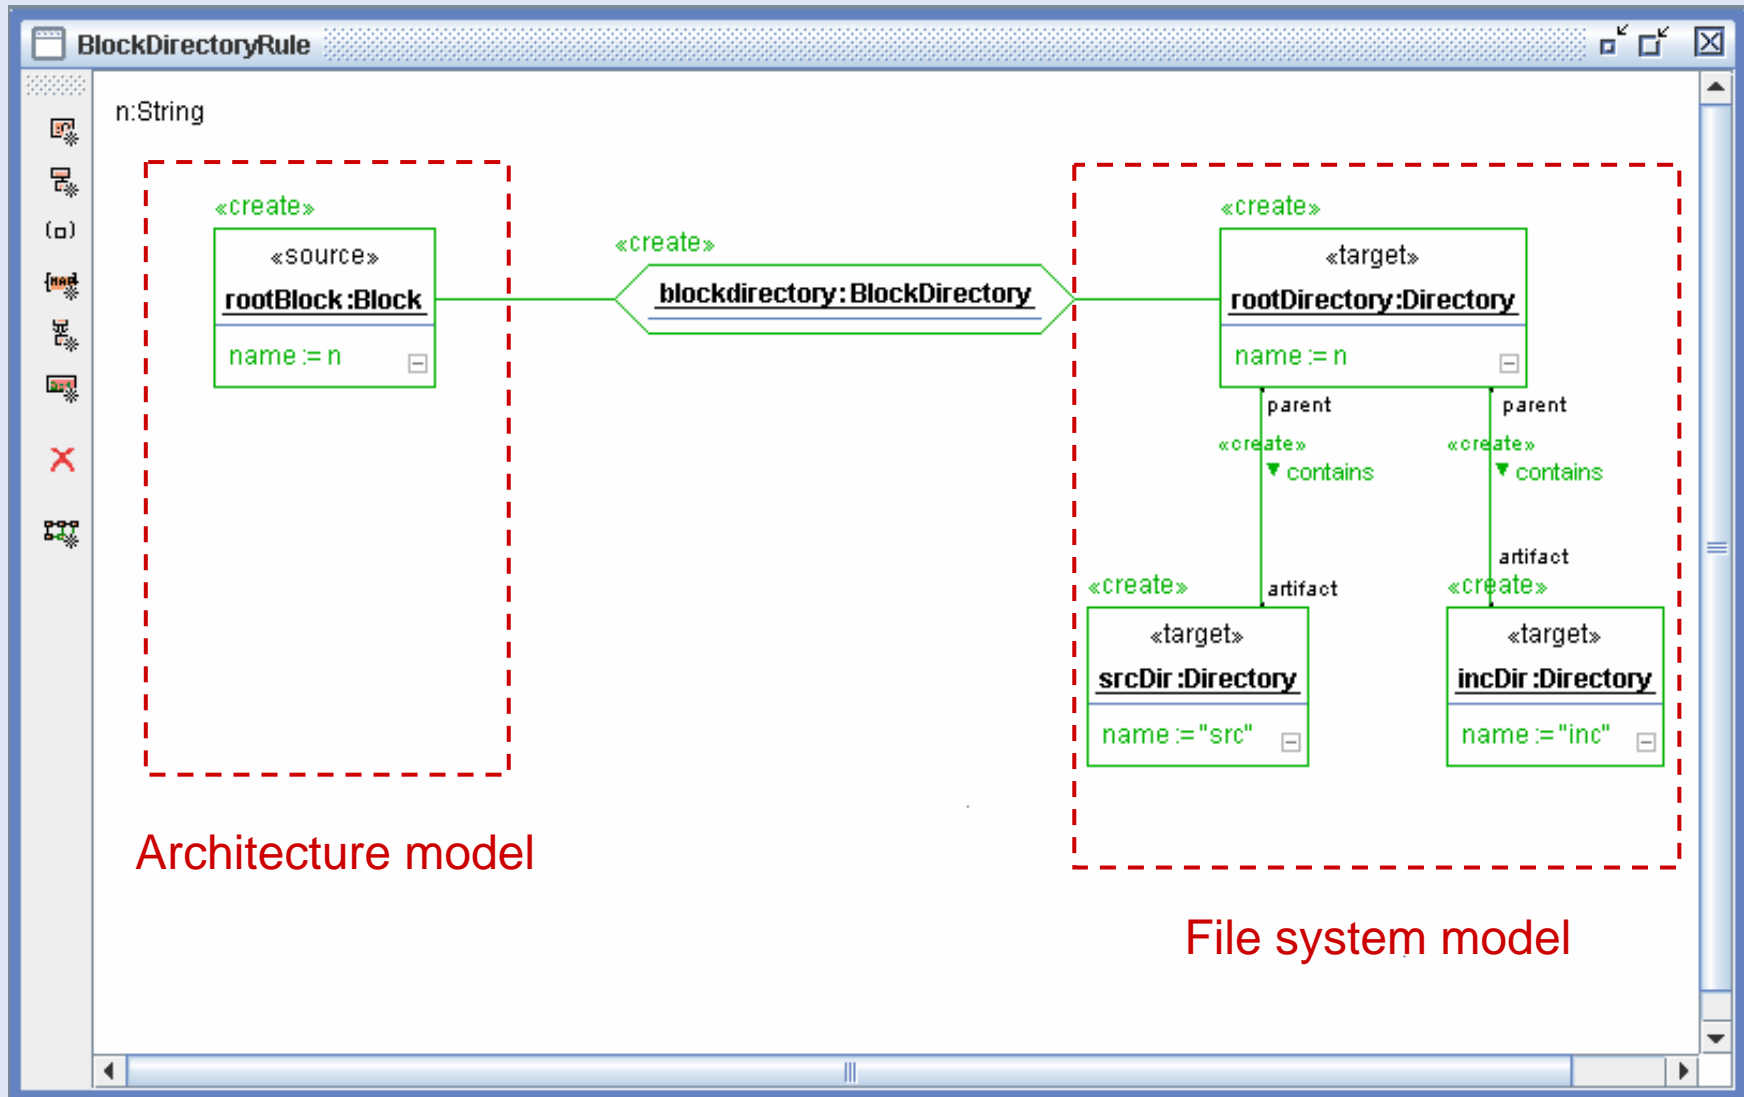 BlockDirectoryRule
n:String
«create»
«source»
rootBlock :Block
name := n
«create»
blockdirectory:BlockDirectory
«create»
«target»
rootDirectory:Directory
name := n
parent
parent
«create»
«create»
▼ contains
▼ contains
artifact
artifact
«create»
«target»
srcDir :Directory
name := "src"
«create»
«target»
incDir :Directory
name := "inc"
Architecture model
File system model